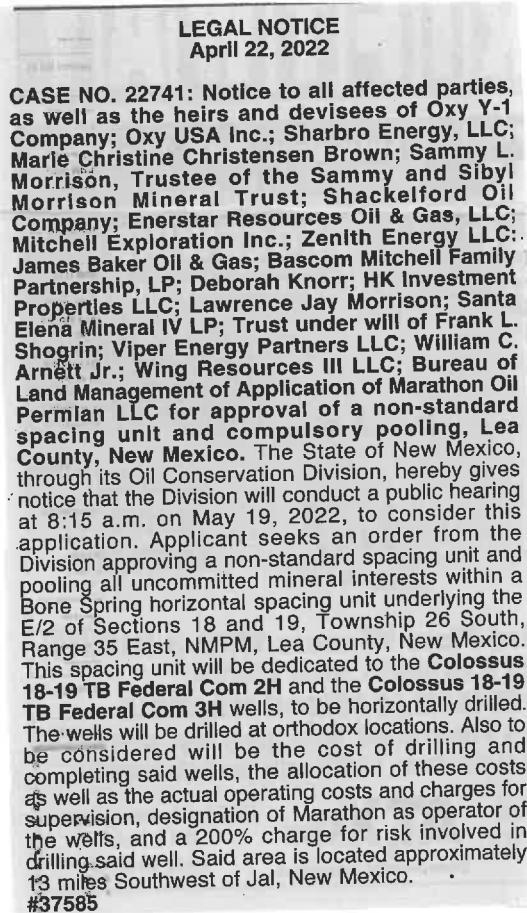 LEGAL NOTICE
April 22, 2022
CASE NO. 22741: Notice to all affected parties,
as well as the heirs and devisees of Oxy Y-1
Company; Oxy USA Inc.; Sharbro Energy, LLC;
Marie Christine Christensen Brown; Sammy L.
Morrison, Trustee of the Sammy and Sibyl
Morrison Mineral Trust; Shackelford Oil
Company; Enerstar Resources Oil & Gas, LLC;
Mitchell Exploration Inc.; Zenith Energy LLC:
James Baker Oil & Gas; Bascom Mitchell Family
Partnership, LP; Deborah Knorr; HK Investment
Properties LLC; Lawrence Jay Morrison; Santa
Elena Mineral IV LP; Trust under will of Frank L.
Shogrin; Viper Energy Partners LLC; William C.
Arnett Jr.; Wing Resources III LLC; Bureau of
Land Management of Application of Marathon Oil
Permian LLC for approval of a non-standard
spacing unit and compulsory pooling, Lea
County, New Mexico. The State of New Mexico,
through its Oil Conservation Division, hereby gives
notice that the Division will conduct a public hearing
at 8:15 a.m. on May 19, 2022, to consider this
application. Applicant seeks an order from the
Division approving a non-standard spacing unit and
pooling all uncommitted mineral interests within a
Bone Spring horizontal spacing unit underlying the
E/2 of Sections 18 and 19, Township 26 South,
Range 35 East, NMPM, Lea County, New Mexico.
This spacing unit will be dedicated to the Colossus
18-19 TB Federal Com 2H and the Colossus 18-19
TB Federal Com 3H wells, to be horizontally drilled.
The wells will be drilled at orthodox locations. Also to
be considered will be the cost of drilling and
completing said wells, the allocation of these costs
as well as the actual operating costs and charges for
supervision, designation of Marathon as operator of
the wells, and a 200% charge for risk involved in
drilling said well. Said area is located approximately
13 miles Southwest of Jal, New Mexico.
#37585